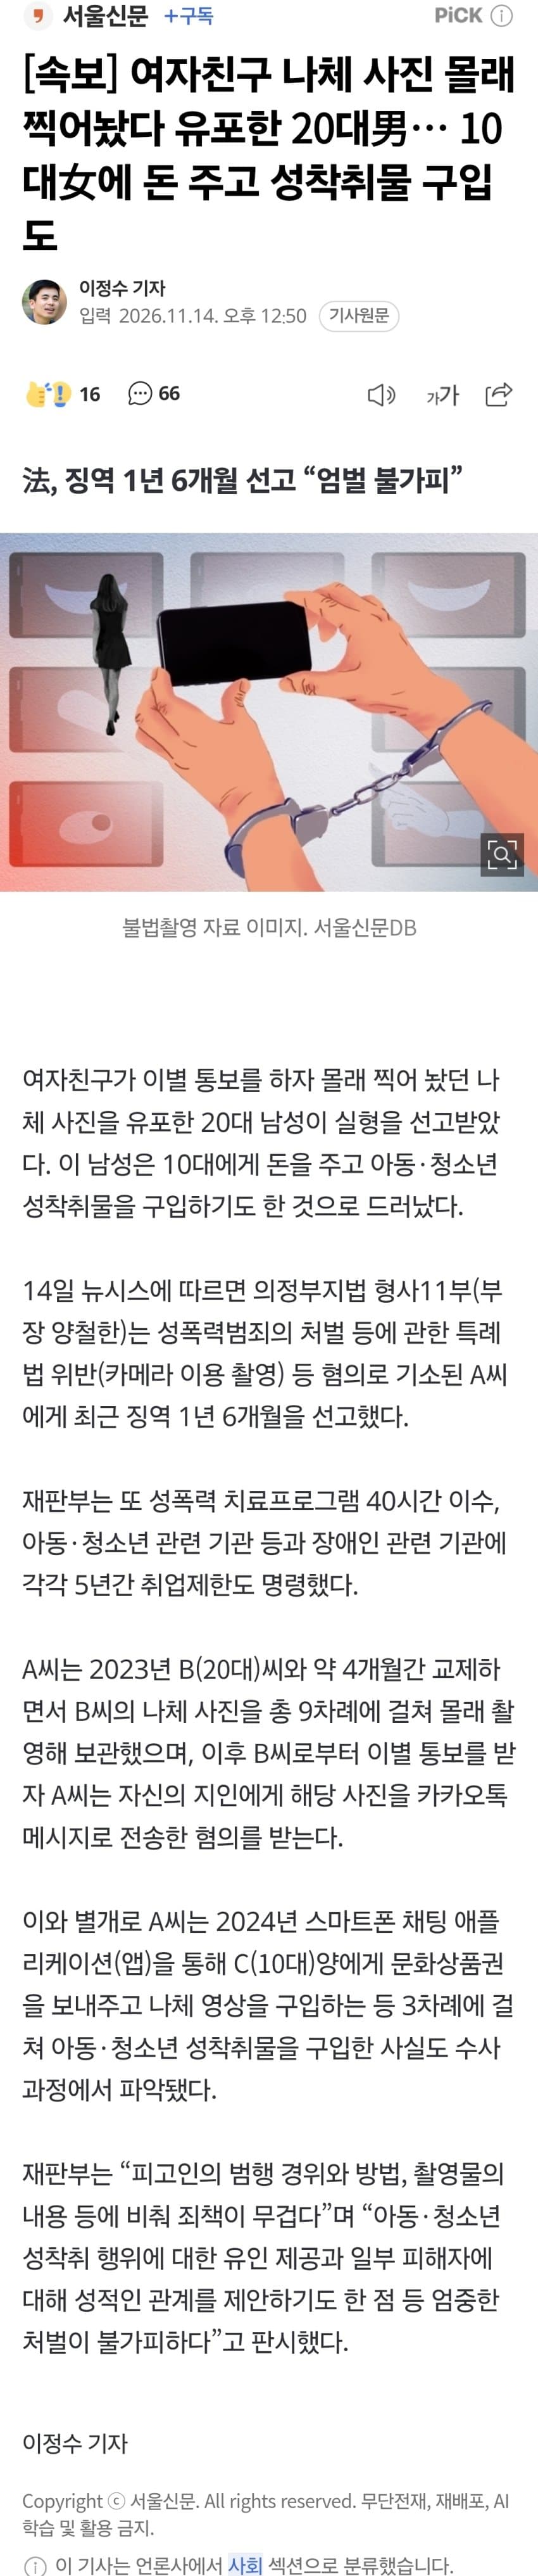 서울신문 +구독 PiCK
[속보] 여자친구 나체 사진 몰래
찍어놨다 유포한 20대男… 10
대女에 돈 주고 성착취물 구입
도
이정수 기자
입력 2026.11.14. 오후 12:50 기사원문
16 66 가가
法, 징역 1년 6개월 선고 “엄벌 불가피”
불법촬영 자료 이미지. 서울신문DB
여자친구가 이별 통보를 하자 몰래 찍어 놨던 나
체 사진을 유포한 20대 남성이 실형을 선고받았
다. 이 남성은 10대에게 돈을 주고 아동·청소년
성착취물을 구입하기도 한 것으로 드러났다.
14일 뉴시스에 따르면 의정부지법 형사11부(부
장 양철한)는 성폭력범죄의 처벌 등에 관한 특례
법 위반(카메라 이용 촬영) 등 혐의로 기소된 A씨
에게 최근 징역 1년 6개월을 선고했다.
재판부는 또 성폭력 치료프로그램 40시간 이수,
아동·청소년 관련 기관 등과 장애인 관련 기관에
각각 5년간 취업제한도 명령했다.
A씨는 2023년 B(20대)씨와 약 4개월간 교제하
면서 B씨의 나체 사진을 총 9차례에 걸쳐 몰래 촬
영해 보관했으며, 이후 B씨로부터 이별 통보를 받
자 A씨는 자신의 지인에게 해당 사진을 카카오톡
메시지로 전송한 혐의를 받는다.
이와 별개로 A씨는 2024년 스마트폰 채팅 애플
리케이션(앱)을 통해 C(10대)양에게 문화상품권
을 보내주고 나체 영상을 구입하는 등 3차례에 걸
쳐 아동·청소년 성착취물을 구입한 사실도 수사
과정에서 파악됐다.
재판부는 “피고인의 범행 경위와 방법, 촬영물의
내용 등에 비춰 죄책이 무겁다”며 “아동·청소년
성착취 행위에 대한 유인 제공과 일부 피해자에
대해 성적인 관계를 제안하기도 한 점 등 엄중한
처벌이 불가피하다”고 판시했다.
이정수 기자
Copyright ⓒ 서울신문. All rights reserved. 무단전재, 재배포, AI
학습 및 활용 금지.
이 기사는 언론사에서 사회 섹션으로 분류했습니다.